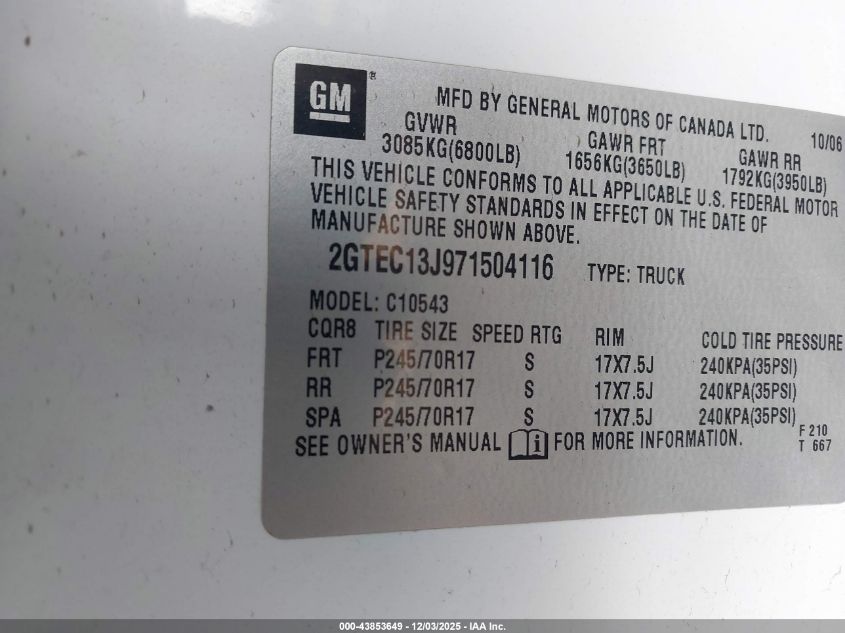 GM®
MFD BY GENERAL MOTORS OF CANADA LTD. 10/06
GVWR GAWR FRT GAWR RR
3085KG(6800LB) 1656KG(3650LB) 1792KG(3950LB)
THIS VEHICLE CONFORMS TO ALL APPLICABLE U.S. FEDERAL MOTOR
VEHICLE SAFETY STANDARDS IN EFFECT ON THE DATE OF
MANUFACTURE SHOWN ABOVE.
2GTEC13J971504116 TYPE: TRUCK
MODEL: C10543
CQR8 TIRE SIZE SPEED RTG RIM COLD TIRE PRESSURE
FRT P245/70R17 S 17X7.5J 240KPA(35PSI)
RR P245/70R17 S 17X7.5J 240KPA(35PSI)
SPA P245/70R17 S 17X7.5J 240KPA(35PSI)
SEE OWNER'S MANUAL i FOR MORE INFORMATION.
F 210
T 667
000-43853649 - 12/03/2025 - IAA Inc.